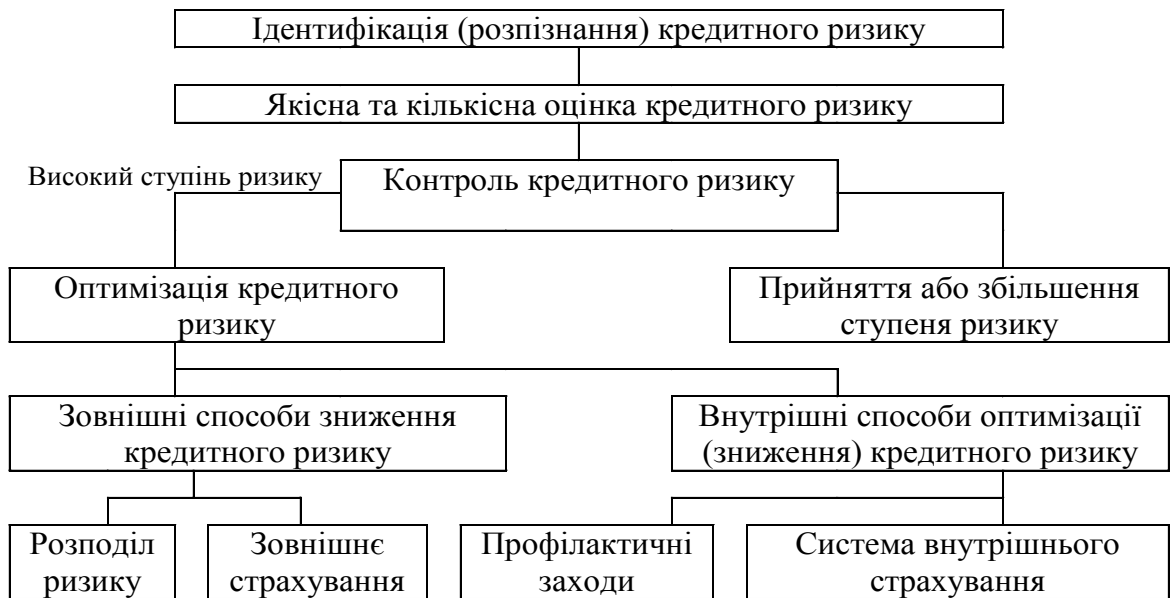 Ідентифікація (розпізнання) кредитного ризику
Якісна та кількісна оцінка кредитного ризику
Високий ступінь ризику
Контроль кредитного ризику
Оптимізація кредитного
ризику
Прийняття або збільшення
ступеня ризику
Зовнішні способи зниження
кредитного ризику
Внутрішні способи оптимізації
(зниження) кредитного ризику
Розподіл
ризику
Зовнішнє
страхування
Профілактичні
заходи
Система внутрішнього
страхування